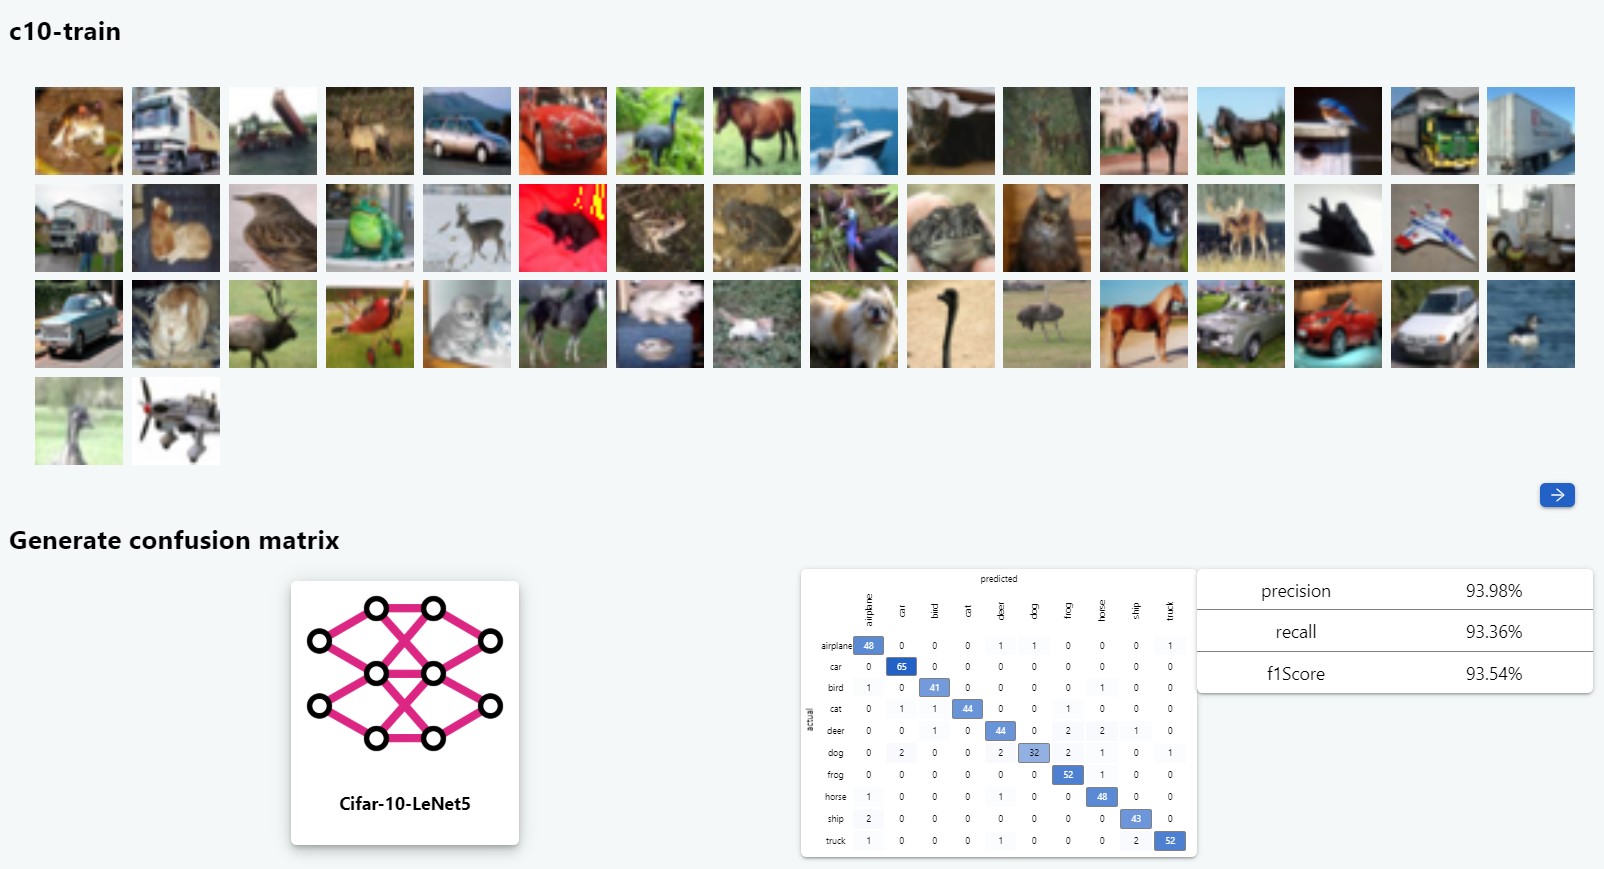 c10-train
Generate confusion matrix
Cifar-10-LeNet5
predicted
airplane car bird cat deer dog frog horse ship truck
actual
airplane 48 0 0 0 1 1 0 0 0 1
car 0 65 0 0 0 0 0 0 0 0
bird 1 0 41 0 0 0 0 1 0 0
cat 0 1 1 44 0 0 1 0 0 0
deer 0 0 1 0 44 0 2 2 1 0
dog 0 2 0 0 2 32 2 1 0 1
frog 0 0 0 0 0 0 52 1 0 0
horse 1 0 0 0 1 0 0 48 0 0
ship 2 0 0 0 0 0 0 0 43 0
truck 1 0 0 0 1 0 0 0 2 52
precision 93.98%
recall 93.36%
f1Score 93.54%